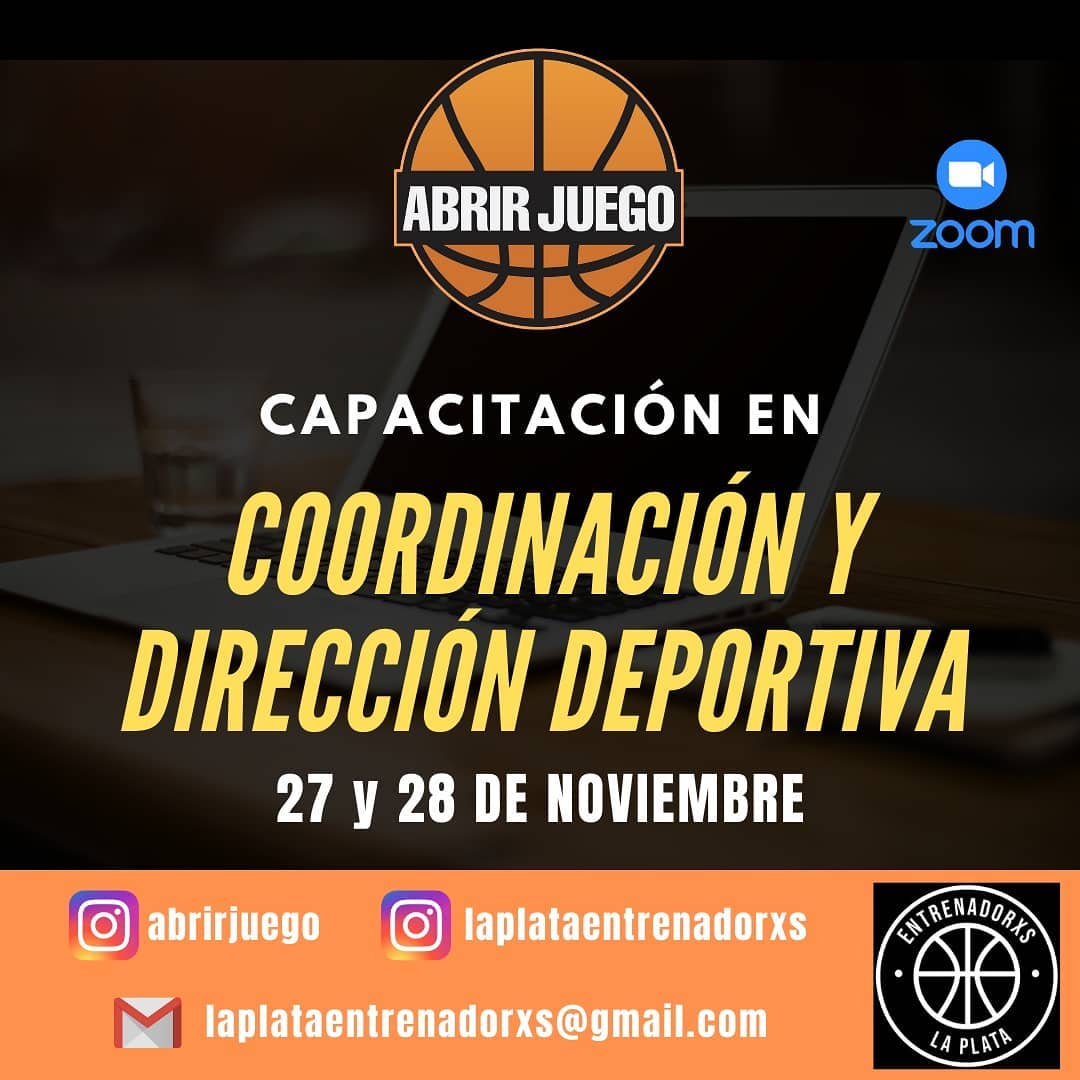 ABRIR JUEGO
zoom
CAPACITACIÓN EN
COORDINACIÓN Y
DIRECCIÓN DEPORTIVA
27 y 28 DE NOVIEMBRE
abrirjuego
laplataentrenadorxs
laplataentrenadorxs@gmail.com
ENTRENADORXS
LA PLATA